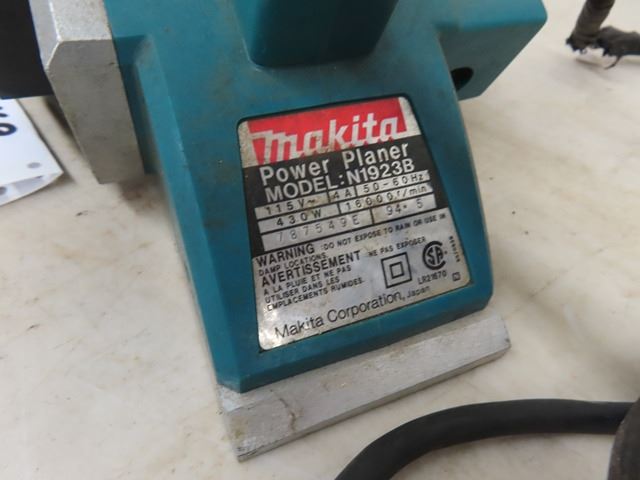 makita
Power Planer
MODEL:N1923B
115V~ 4A 50-60Hz
430W 16000r/min
787549E 94·5
WARNING :DO NOT EXPOSE TO RAIN OR USE IN
DAMP LOCATIONS.
AVERTISSEMENT :NE PAS EXPOSER
A LA PLUIE ET NE PAS
UTILISER DANS LES
EMPLACEMENTS HUMIDES.
LR21670
Makita Corporation, Japan